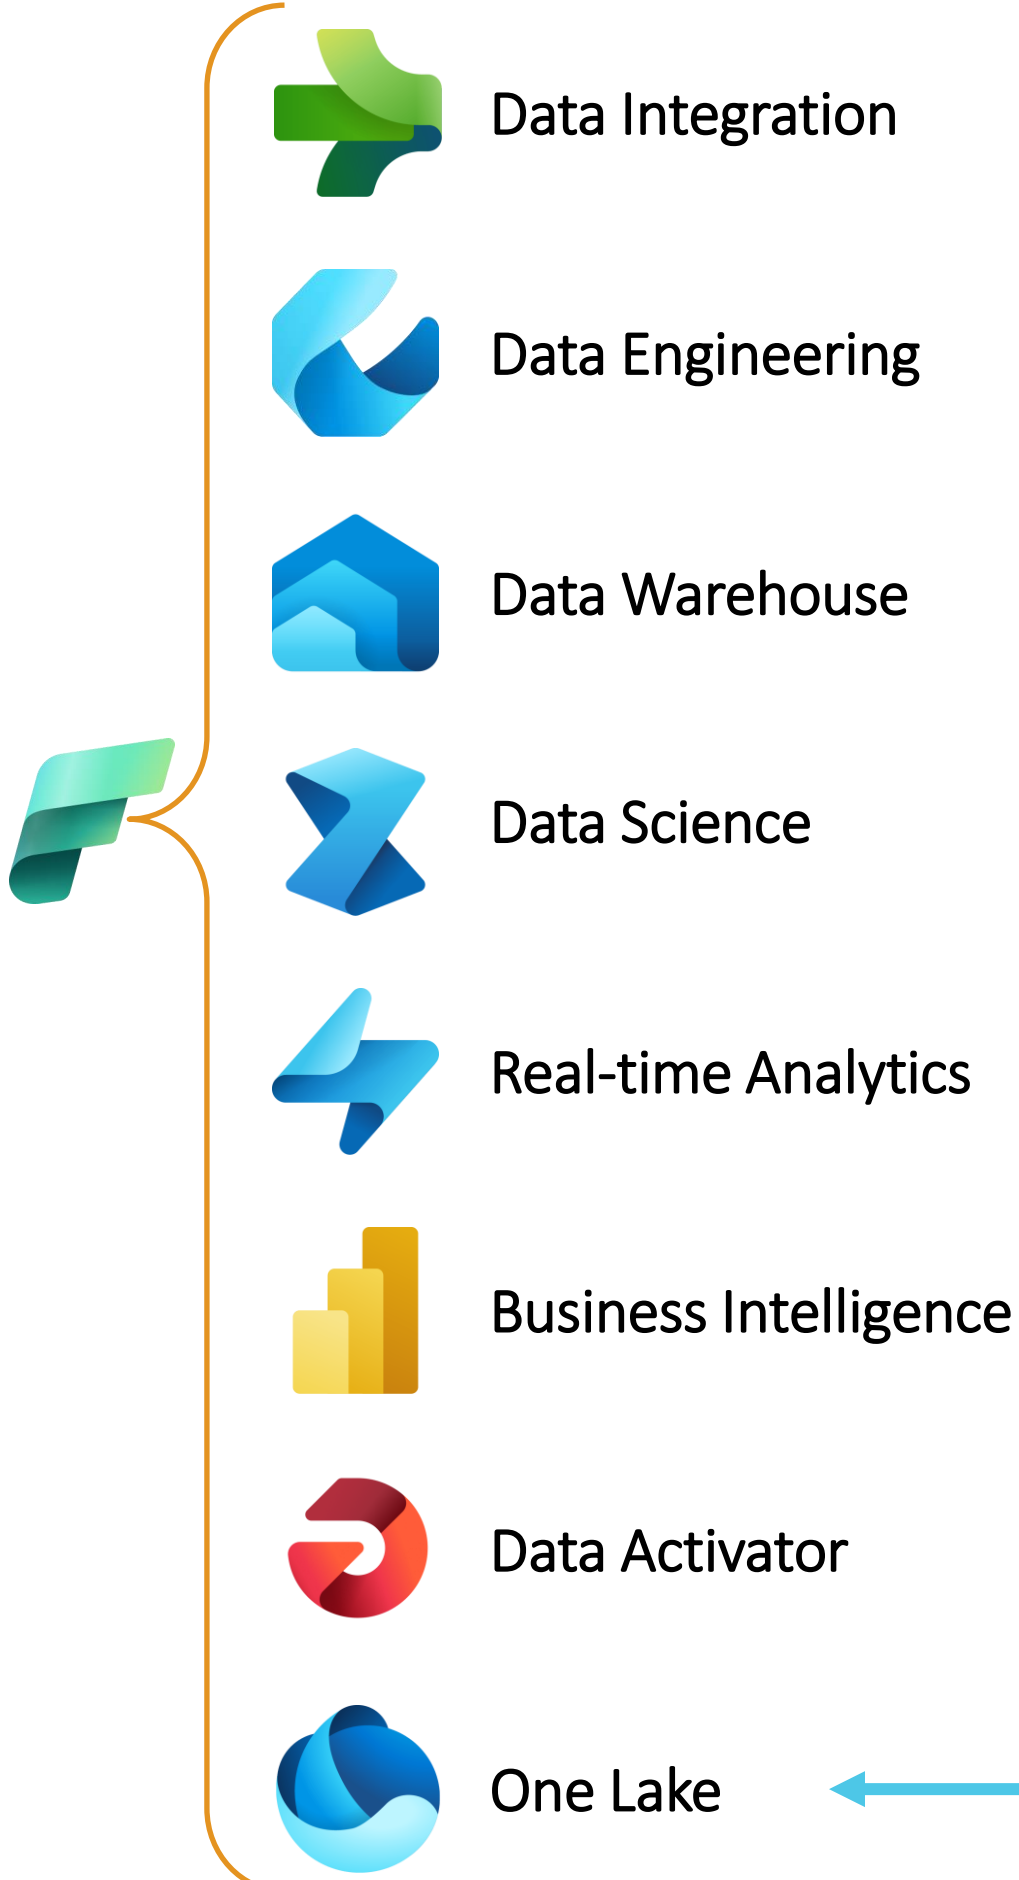 Data Integration
Data Engineering
Data Warehouse
Data Science
Real-time Analytics
Business Intelligence
Data Activator
One Lake